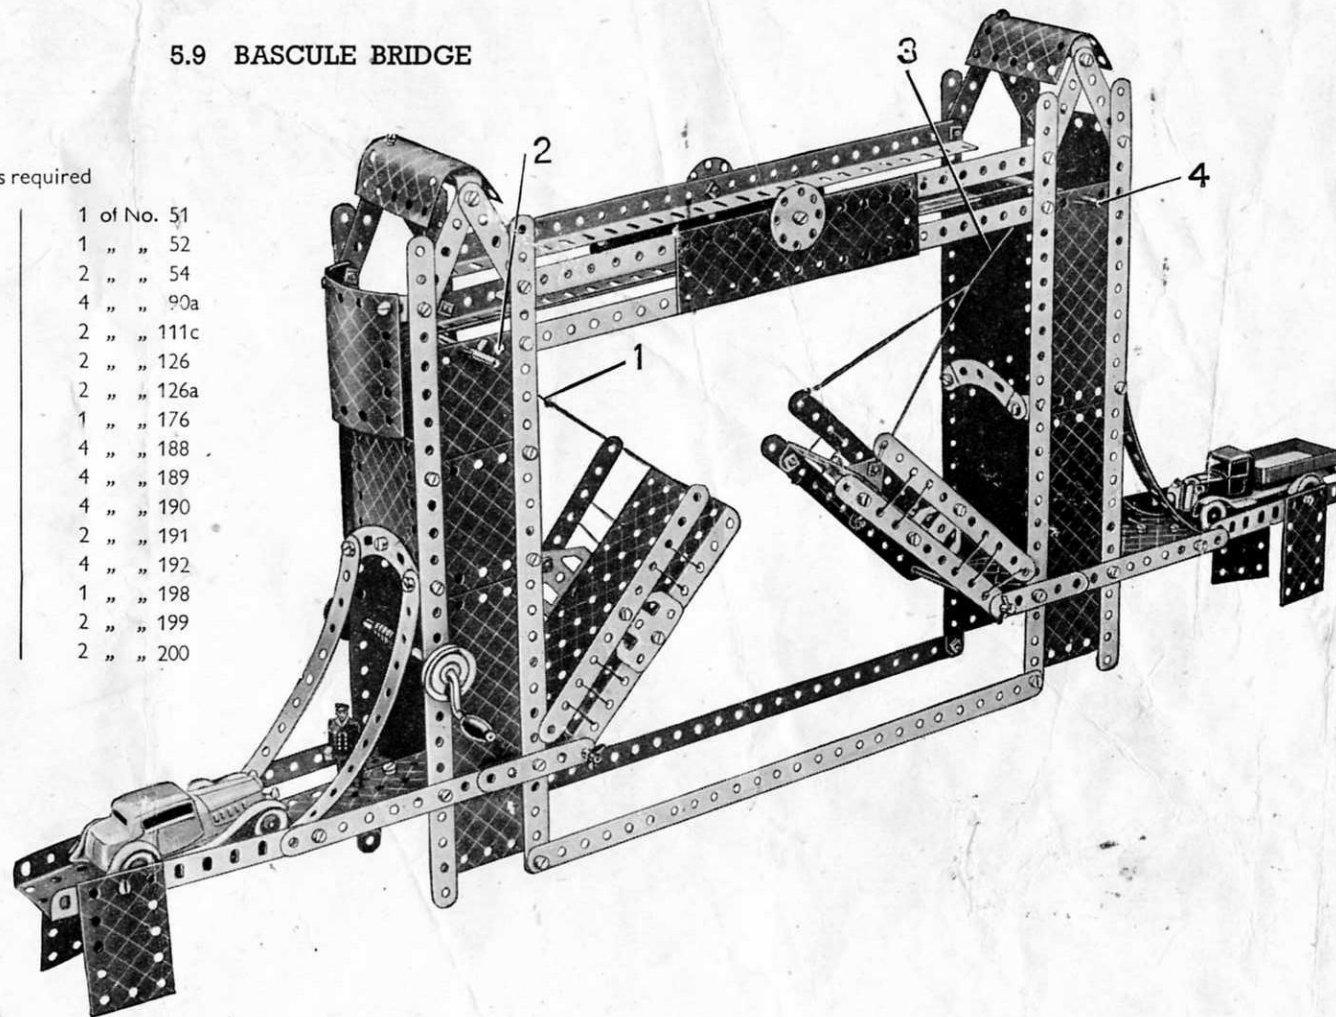 5.9 BASCULE BRIDGE
s required
1 of No. 51
1 „ „ 52
2 „ „ 54
4 „ „ 90a
2 „ „ 111c
2 „ „ 126
2 „ „ 126a
1 „ „ 176
4 „ „ 188
4 „ „ 189
4 „ „ 190
2 „ „ 191
4 „ „ 192
1 „ „ 198
2 „ „ 199
2 „ „ 200
3
2
4
1